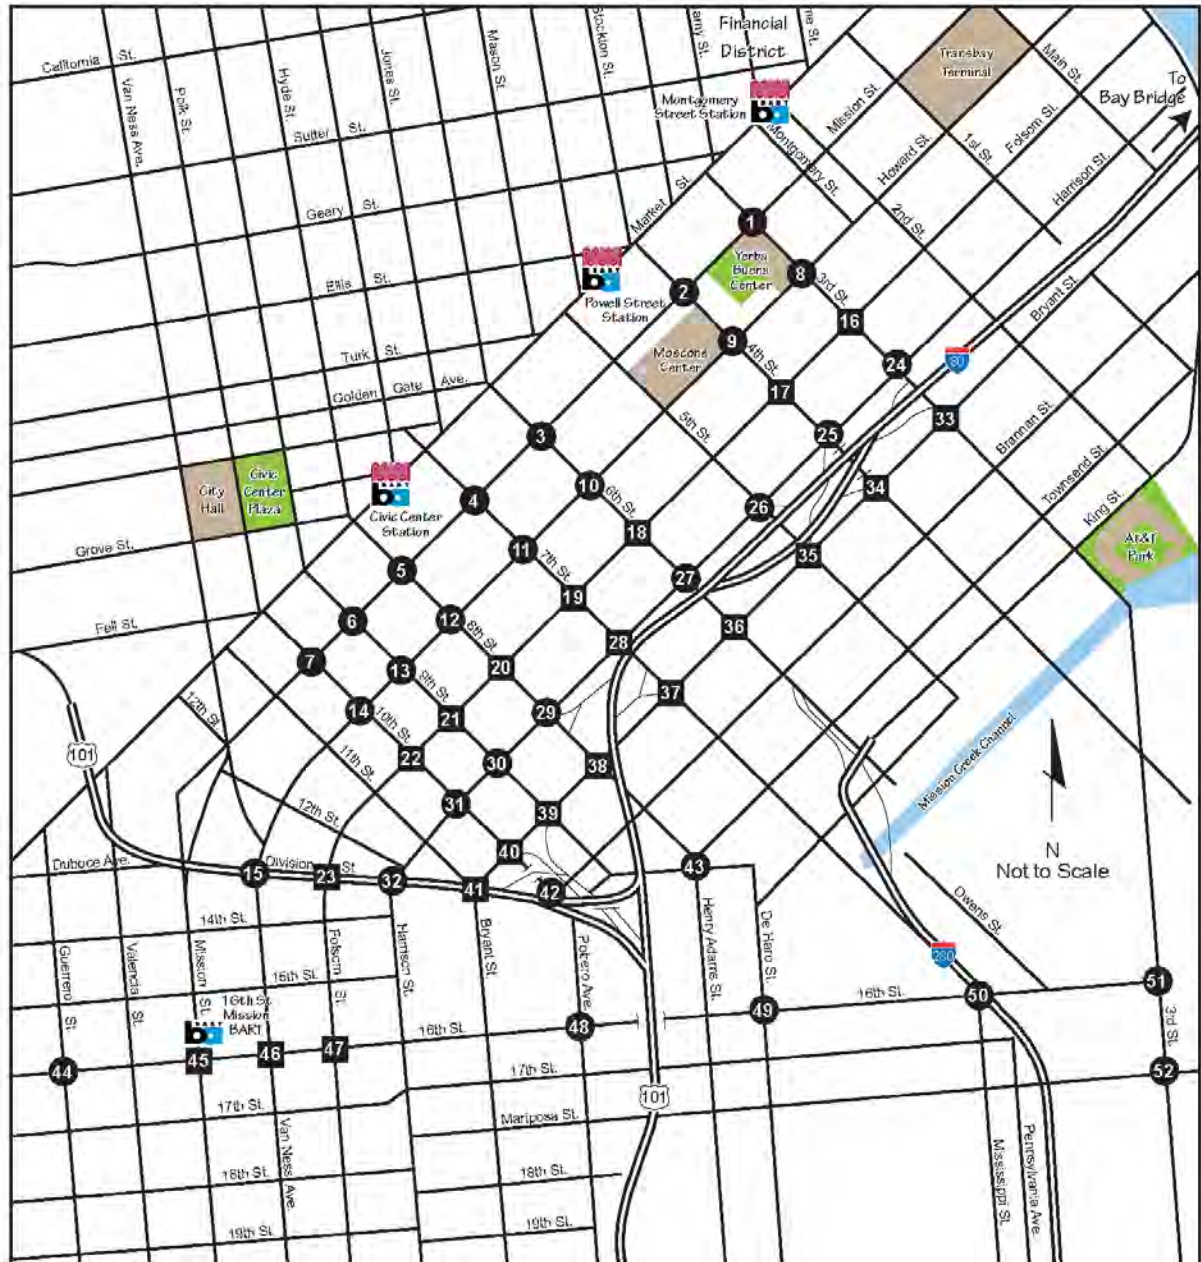 California St.
Van Ness Ave.
Polk St.
Hyde St.
Jones St.
Mason St.
Stockton St.
Financial
District
Sutter St.
Geary St.
Ellis St.
Turk St.
Golden Gate Ave.
Grove St.
Fell St.
Market St.
Montgomery
Street Station
BART
ba
Montgomery St.
Mission St.
Howard St.
Transbay
Terminal
Main St.
1st St.
Folsom St.
Harrison St.
To
Bay Bridge
2nd St.
BART
ba
Powell Street
Station
Yerba
Buena
Center
Moscone
Center
3rd St.
4th St.
5th St.
6th St.
7th St.
8th St.
9th St.
10th St.
11th St.
12th St.
12th St.
80
Bryant St.
Brannan St.
Townsend St.
King St.
AT&T
Park
City
Hall
Civic
Center
Plaza
BART
ba
Civic Center
Station
Mission Creek Channel
N
Not to Scale
101
Duboce Ave.
Division St
14th St.
15th St.
Guerrero St.
Valencia St.
Mission St.
Folsom St.
Harrison St.
Bryant St.
Potrero Ave.
Henry Adams St.
De Haro St.
Owens St.
280
BART
ba
16th St
Mission
BART
16th St.
16th St.
17th St.
17th St.
Mariposa St.
18th St.
18th St.
19th St.
19th St.
Van Ness Ave.
101
Mississippi St.
Pennsylvania Ave.
3rd St.
1
2
3
4
5
6
7
8
9
10
11
12
13
14
15
16
17
18
19
20
21
22
23
24
25
26
27
28
29
30
31
32
33
34
35
36
37
38
39
40
41
42
43
44
45
46
47
48
49
50
51
52